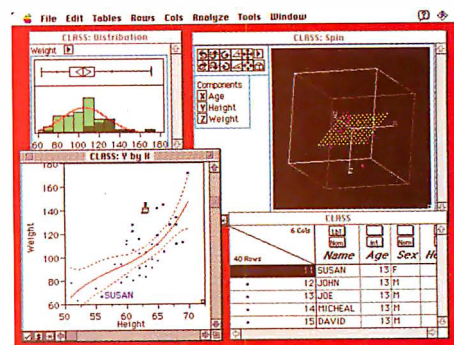 File Edit Tables Rows Cols Analyze Tools Window
CLASS: Distribution
Weight
60 80 100 120 140 160 180
CLASS: Spin
Components
X Age
Y Height
Z Weight
CLASS: Y by X
180
160
140
120
100
80
60
Weight
SUSAN
50 55 60 65 70
Height
CLASS
6 Cols
40 Rows
Int
Nom Nom
Name Age Sex
11 SUSAN 13 F
12 JOHN 13 M
13 JOE 13 M
14 MICHEAL 13 M
15 DAVID 13 M